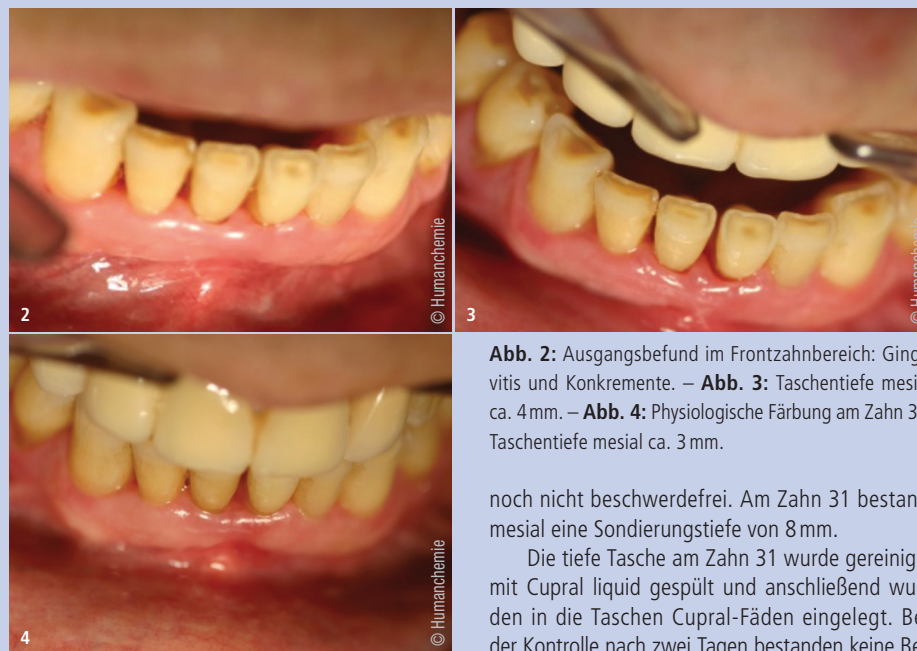 2
© Humanchemie
3
4
© Humanchemie
Abb. 2: Ausgangsbefund im Frontzahnbereich: Ging
vitis und Konkremente. – Abb. 3: Taschentiefe mesi
ca. 4 mm. – Abb. 4: Physiologische Färbung am Zahn 3
Taschentiefe mesial ca. 3 mm.
noch nicht beschwerdefrei. Am Zahn 31 bestan
mesial eine Sondierungstiefe von 8 mm.
Die tiefe Tasche am Zahn 31 wurde gereinig
mit Cupral liquid gespült und anschließend wu
den in die Taschen Cupral-Fäden eingelegt. Be
der Kontrolle nach zwei Tagen bestanden keine Be